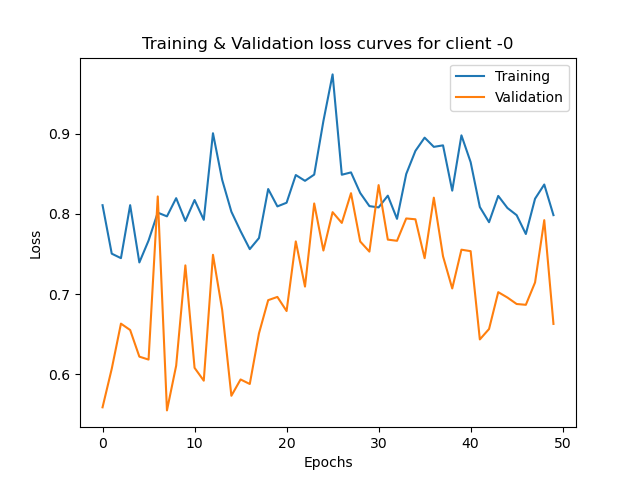 Training & Validation loss curves for client -0
Training
Validation
0.9
0.8
0.7
0.6
Loss
0
10
20
30
40
50
Epochs